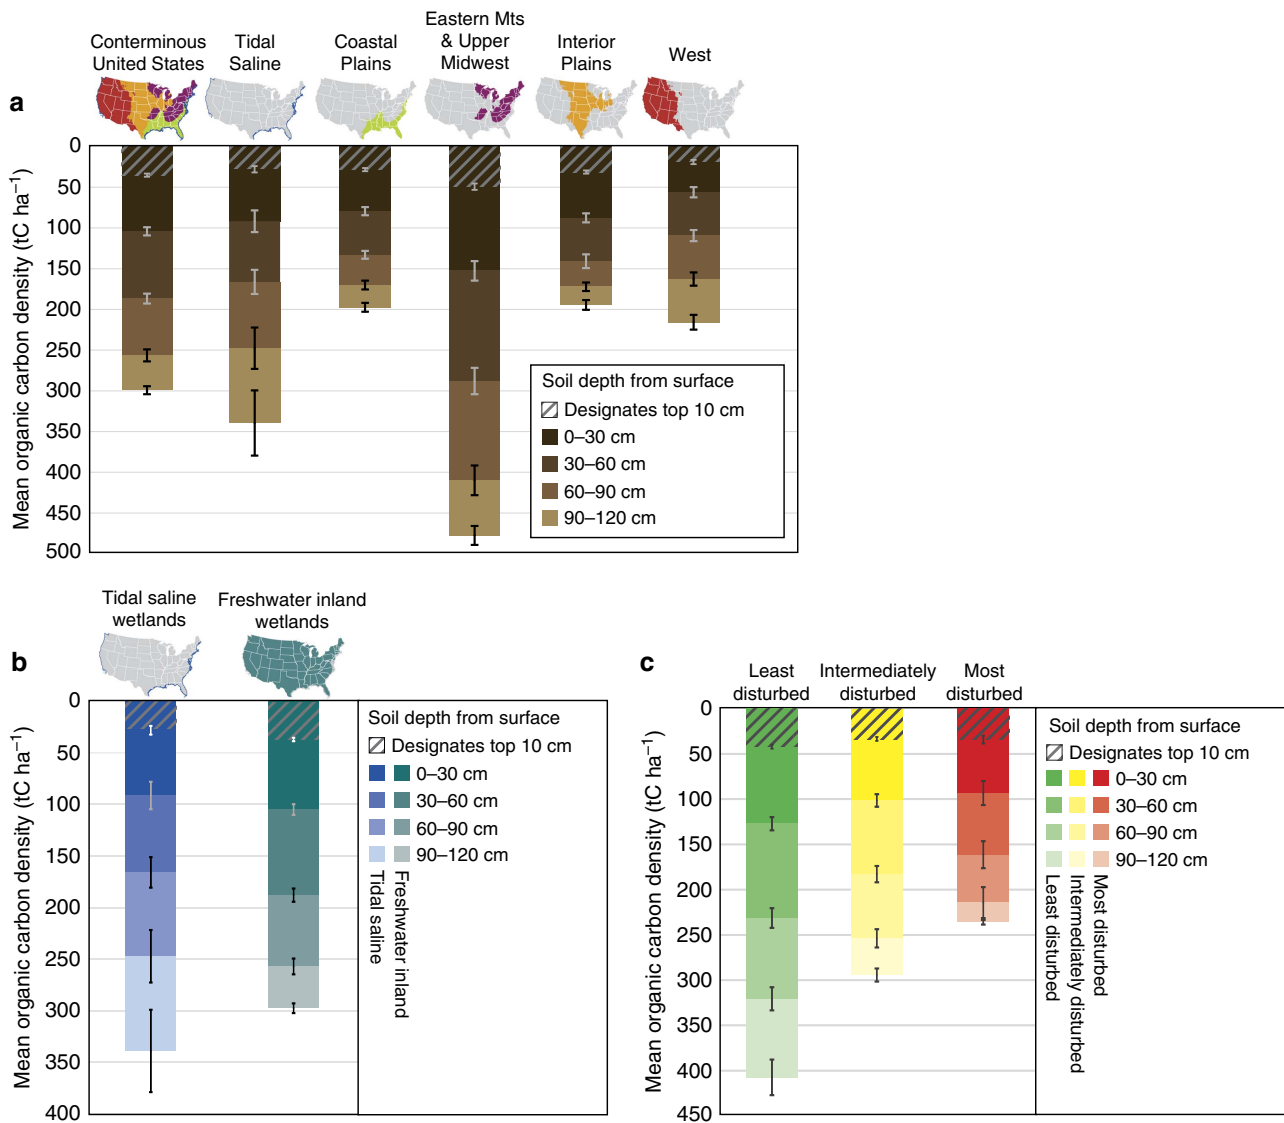 a
Conterminous
United States
Tidal
Saline
Coastal
Plains
Eastern Mts
& Upper
Midwest
Interior
Plains
West
Mean organic carbon density (tC ha⁻¹)
0
50
100
150
200
250
300
350
400
450
500
Soil depth from surface
Designates top 10 cm
0–30 cm
30–60 cm
60–90 cm
90–120 cm
b
Tidal saline
wetlands
Freshwater inland
wetlands
Mean organic carbon density (tC ha⁻¹)
0
50
100
150
200
250
300
350
400
Soil depth from surface
Designates top 10 cm
0–30 cm
30–60 cm
60–90 cm
90–120 cm
Tidal saline
Freshwater inland
c
Least
disturbed
Intermediately
disturbed
Most
disturbed
Mean organic carbon density (tC ha⁻¹)
0
50
100
150
200
250
300
350
400
450
Soil depth from surface
Designates top 10 cm
0–30 cm
30–60 cm
60–90 cm
90–120 cm
Least disturbed
Intermediately disturbed
Most disturbed